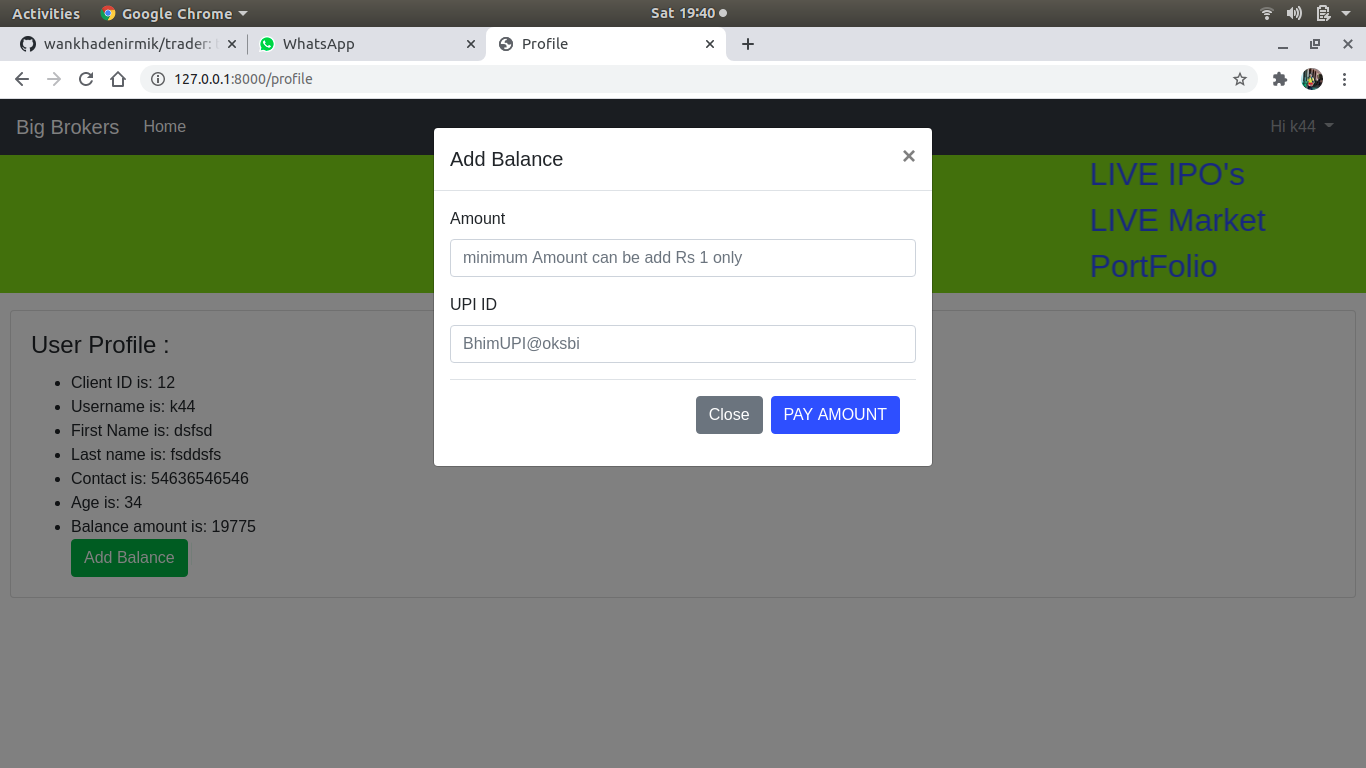 Activities Google Chrome Sat 19:40
wankhadenirmik/trader: WhatsApp Profile
127.0.0.1:8000/profile
Big Brokers Home Hi k44
LIVE IPO's
LIVE Market
PortFolio
Add Balance ×
Amount
minimum Amount can be add Rs 1 only
UPI ID
BhimUPI@oksbi
Close PAY AMOUNT
User Profile :
Client ID is: 12
Username is: k44
First Name is: dsfsd
Last name is: fsddsfs
Contact is: 54636546546
Age is: 34
Balance amount is: 19775
Add Balance